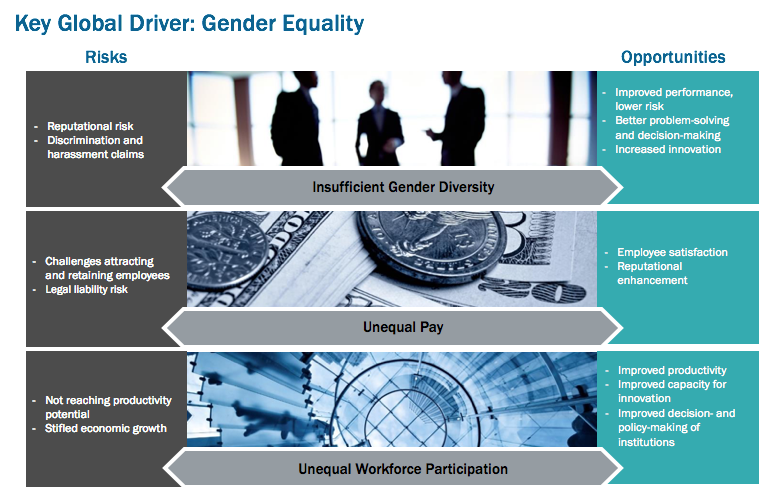 Key Global Driver: Gender Equality
Risks
Opportunities
- Reputational risk
- Discrimination and
harassment claims
- Improved performance,
lower risk
- Better problem-solving
and decision-making
- Increased innovation
Insufficient Gender Diversity
- Challenges attracting
and retaining employees
- Legal liability risk
- Employee satisfaction
- Reputational
enhancement
Unequal Pay
- Not reaching productivity
potential
- Stifled economic growth
- Improved productivity
- Improved capacity for
innovation
- Improved decision- and
policy-making of
institutions
Unequal Workforce Participation